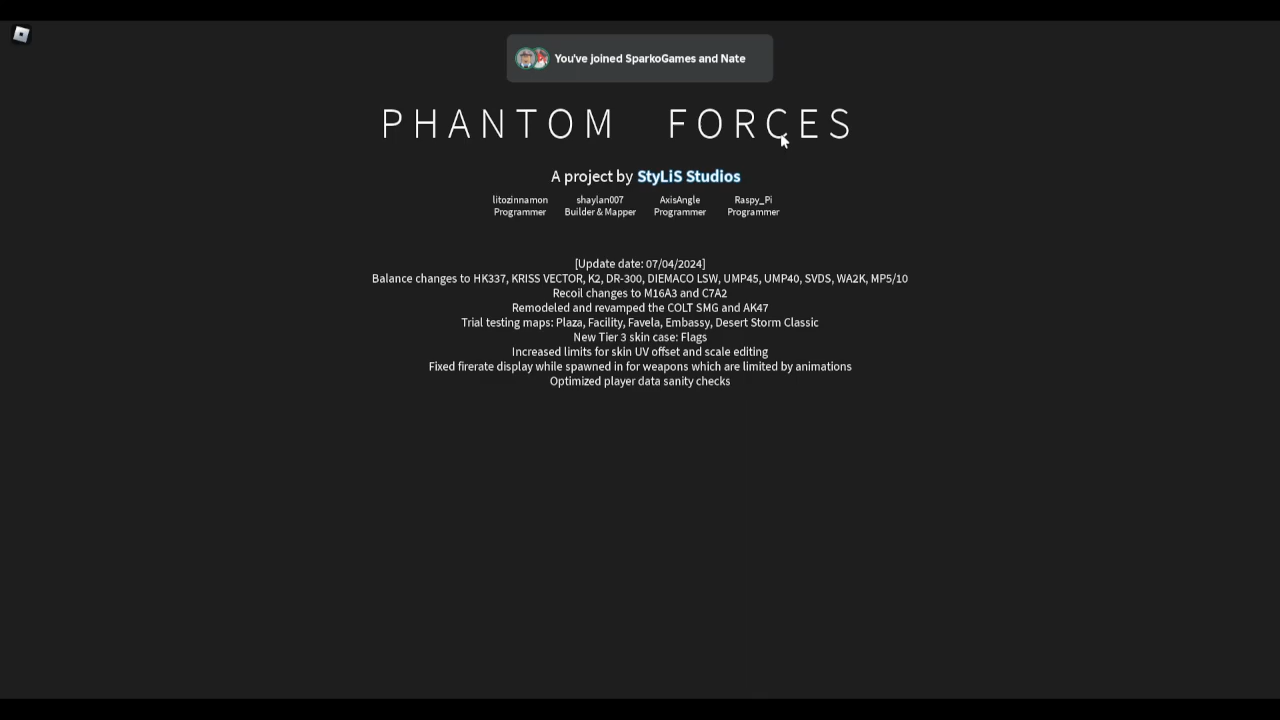 You've joined SparkoGames and Nate
PHANTOM FORCES
A project by StyLiS Studios
litozinnamon shaylan007 AxisAngle Raspy_Pi
Programmer Builder & Mapper Programmer Programmer
[Update date: 07/04/2024]
Balance changes to HK337, KRISS VECTOR, K2, DR-300, DIEMACO LSW, UMP45, UMP40, SVDS, WA2K, MP5/10
Recoil changes to M16A3 and C7A2
Remodeled and revamped the COLT SMG and AK47
Trial testing maps: Plaza, Facility, Favela, Embassy, Desert Storm Classic
New Tier 3 skin case: Flags
Increased limits for skin UV offset and scale editing
Fixed firerate display while spawned in for weapons which are limited by animations
Optimized player data sanity checks